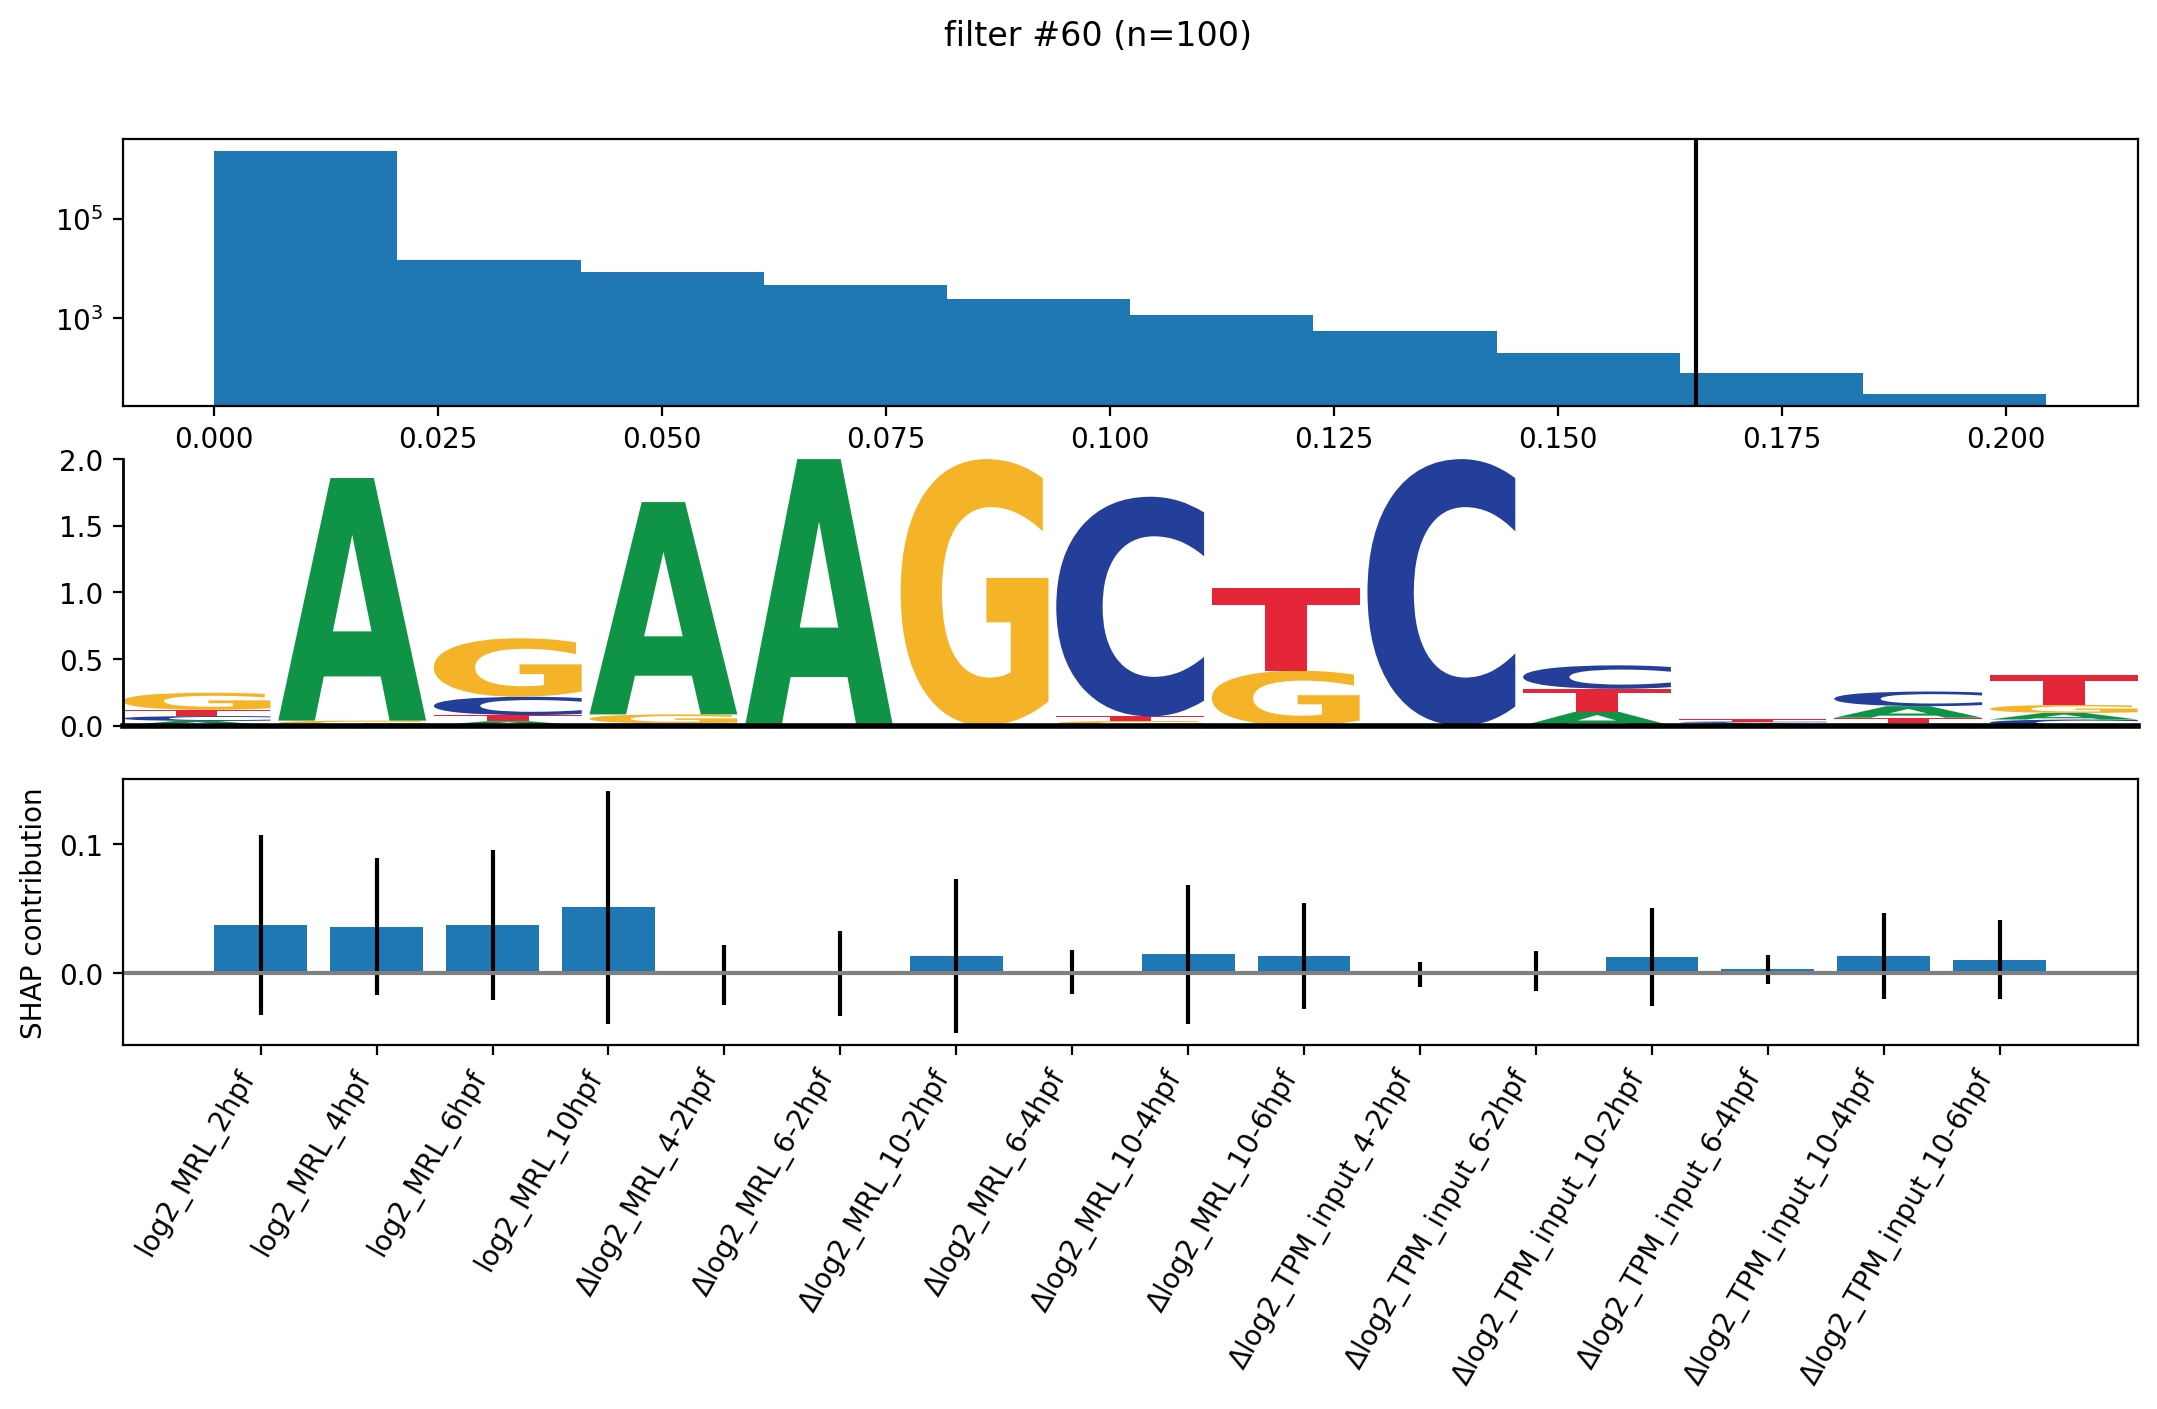 filter #60 (n=100)
10^5
10^3
0.000 0.025 0.050 0.075 0.100 0.125 0.150 0.175 0.200
2.0
1.5
1.0
0.5
0.0
G A G A A G C T C C C T
T G C G T G T A G
C T T A T A
A A C
SHAP contribution
0.1
0.0
log2_MRL_2hpf
log2_MRL_4hpf
log2_MRL_6hpf
log2_MRL_10hpf
Δlog2_MRL_4-2hpf
Δlog2_MRL_6-2hpf
Δlog2_MRL_10-2hpf
Δlog2_MRL_6-4hpf
Δlog2_MRL_10-4hpf
Δlog2_MRL_10-6hpf
Δlog2_TPM_input_4-2hpf
Δlog2_TPM_input_6-2hpf
Δlog2_TPM_input_10-2hpf
Δlog2_TPM_input_6-4hpf
Δlog2_TPM_input_10-4hpf
Δlog2_TPM_input_10-6hpf